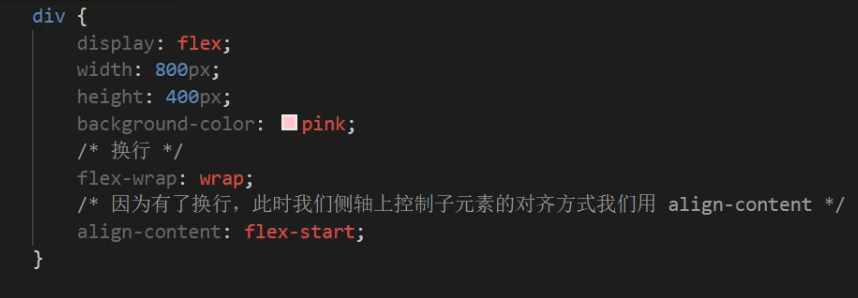 div {
    display: flex;
    width: 800px;
    height: 400px;
    background-color: pink;
    /* 换行 */
    flex-wrap: wrap;
    /* 因为有了换行，此时我们侧轴上控制子元素的对齐方式我们用 align-content */
    align-content: flex-start;
}